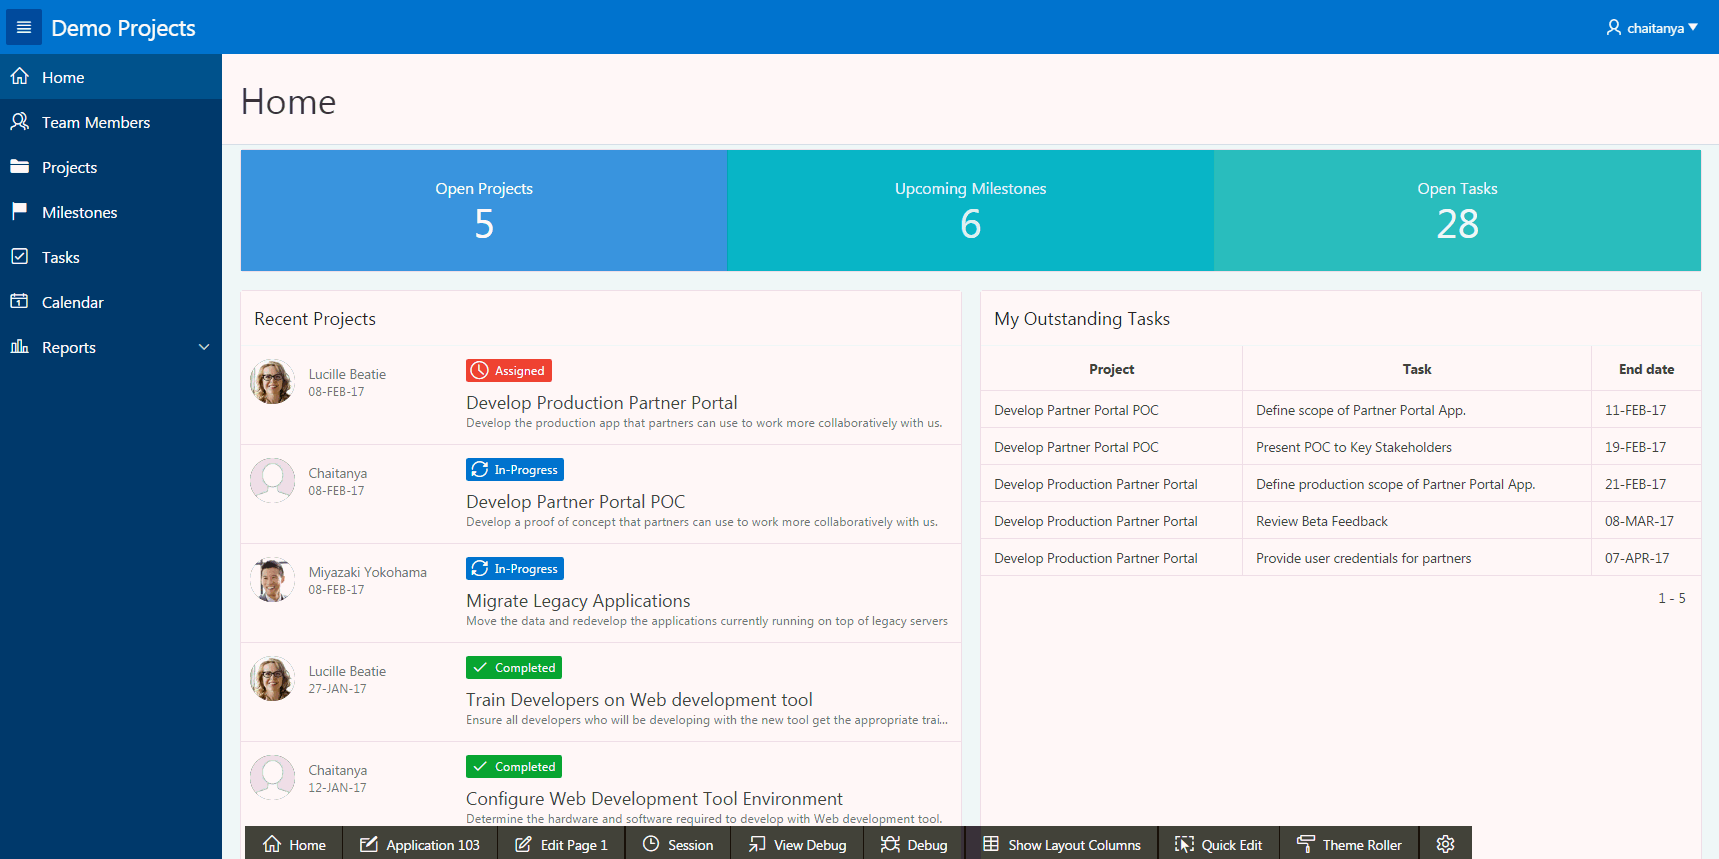 Demo Projects
chaitanya
Home
Team Members
Projects
Milestones
Tasks
Calendar
Reports
Home
Open Projects
5
Upcoming Milestones
6
Open Tasks
28
Recent Projects
Lucille Beatie
08-FEB-17
Assigned
Develop Production Partner Portal
Develop the production app that partners can use to work more collaboratively with us.
Chaitanya
08-FEB-17
In-Progress
Develop Partner Portal POC
Develop a proof of concept that partners can use to work more collaboratively with us.
Miyazaki Yokohama
08-FEB-17
In-Progress
Migrate Legacy Applications
Move the data and redevelop the applications currently running on top of legacy servers
Lucille Beatie
27-JAN-17
Completed
Train Developers on Web development tool
Ensure all developers who will be developing with the new tool get the appropriate trai...
Chaitanya
12-JAN-17
Completed
Configure Web Development Tool Environment
Determine the hardware and software required to develop with Web development tool.
My Outstanding Tasks
Project Task End date
Develop Partner Portal POC Define scope of Partner Portal App. 11-FEB-17
Develop Partner Portal POC Present POC to Key Stakeholders 19-FEB-17
Develop Production Partner Portal Define production scope of Partner Portal App. 21-FEB-17
Develop Production Partner Portal Review Beta Feedback 08-MAR-17
Develop Production Partner Portal Provide user credentials for partners 07-APR-17
1 - 5
Home Application 103 Edit Page 1 Session View Debug Debug Show Layout Columns Quick Edit Theme Roller